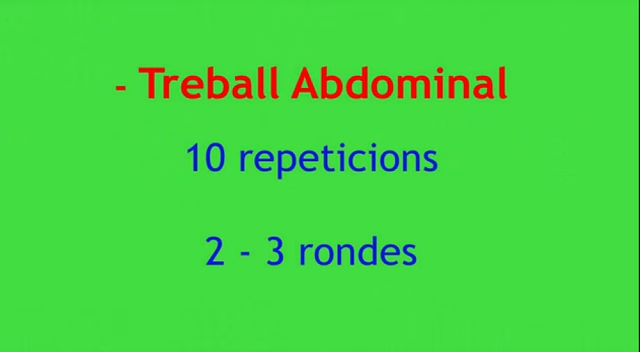 - Treball Abdominal
10 repeticions
2 - 3 rondes